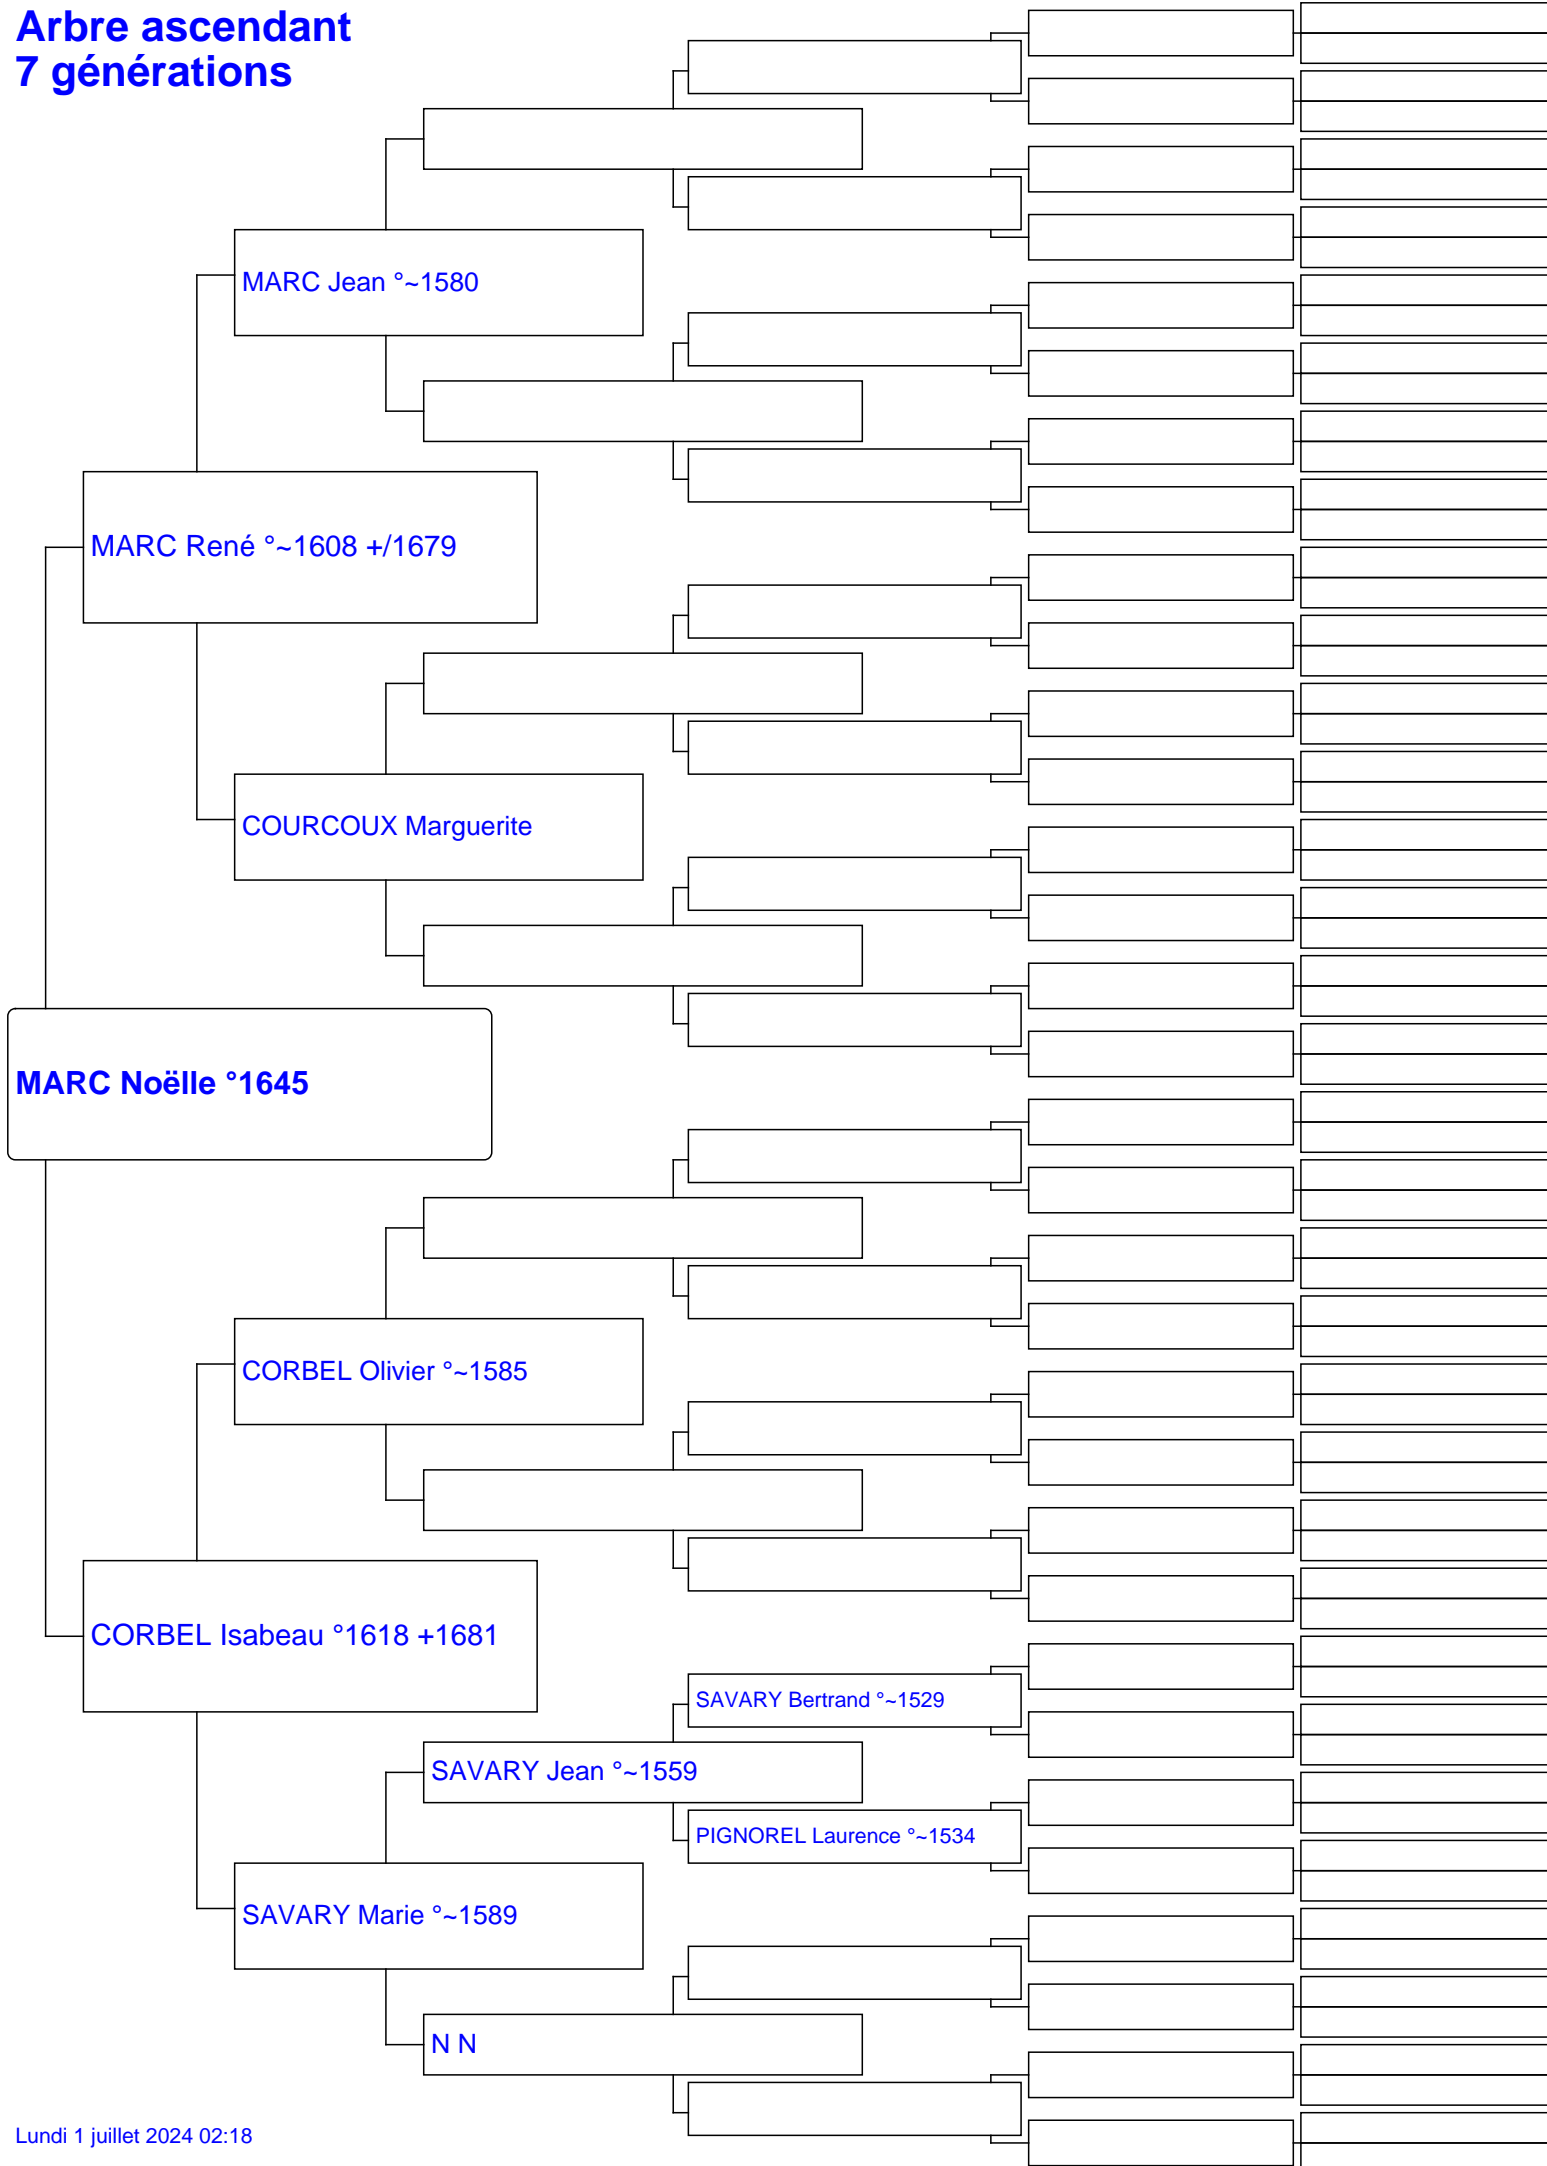 Arbre ascendant
7 générations
MARC Jean °~1580
MARC René °~1608 +/1679
COURCOUX Marguerite
MARC Noëlle °1645
CORBEL Olivier °~1585
CORBEL Isabeau °1618 +1681
SAVARY Bertrand °~1529
SAVARY Jean °~1559
PIGNOREL Laurence °~1534
SAVARY Marie °~1589
N N
Lundi 1 juillet 2024 02:18